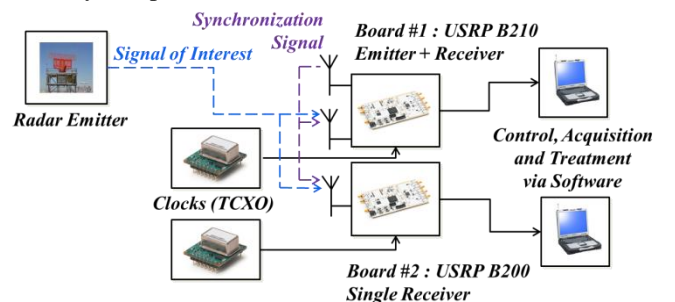 Synchronization
Signal
Board #1 : USRP B210
Emitter + Receiver
Signal of Interest
Radar Emitter
Control, Acquisition
and Treatment
via Software
Clocks (TCXO)
Board #2 : USRP B200
Single Receiver